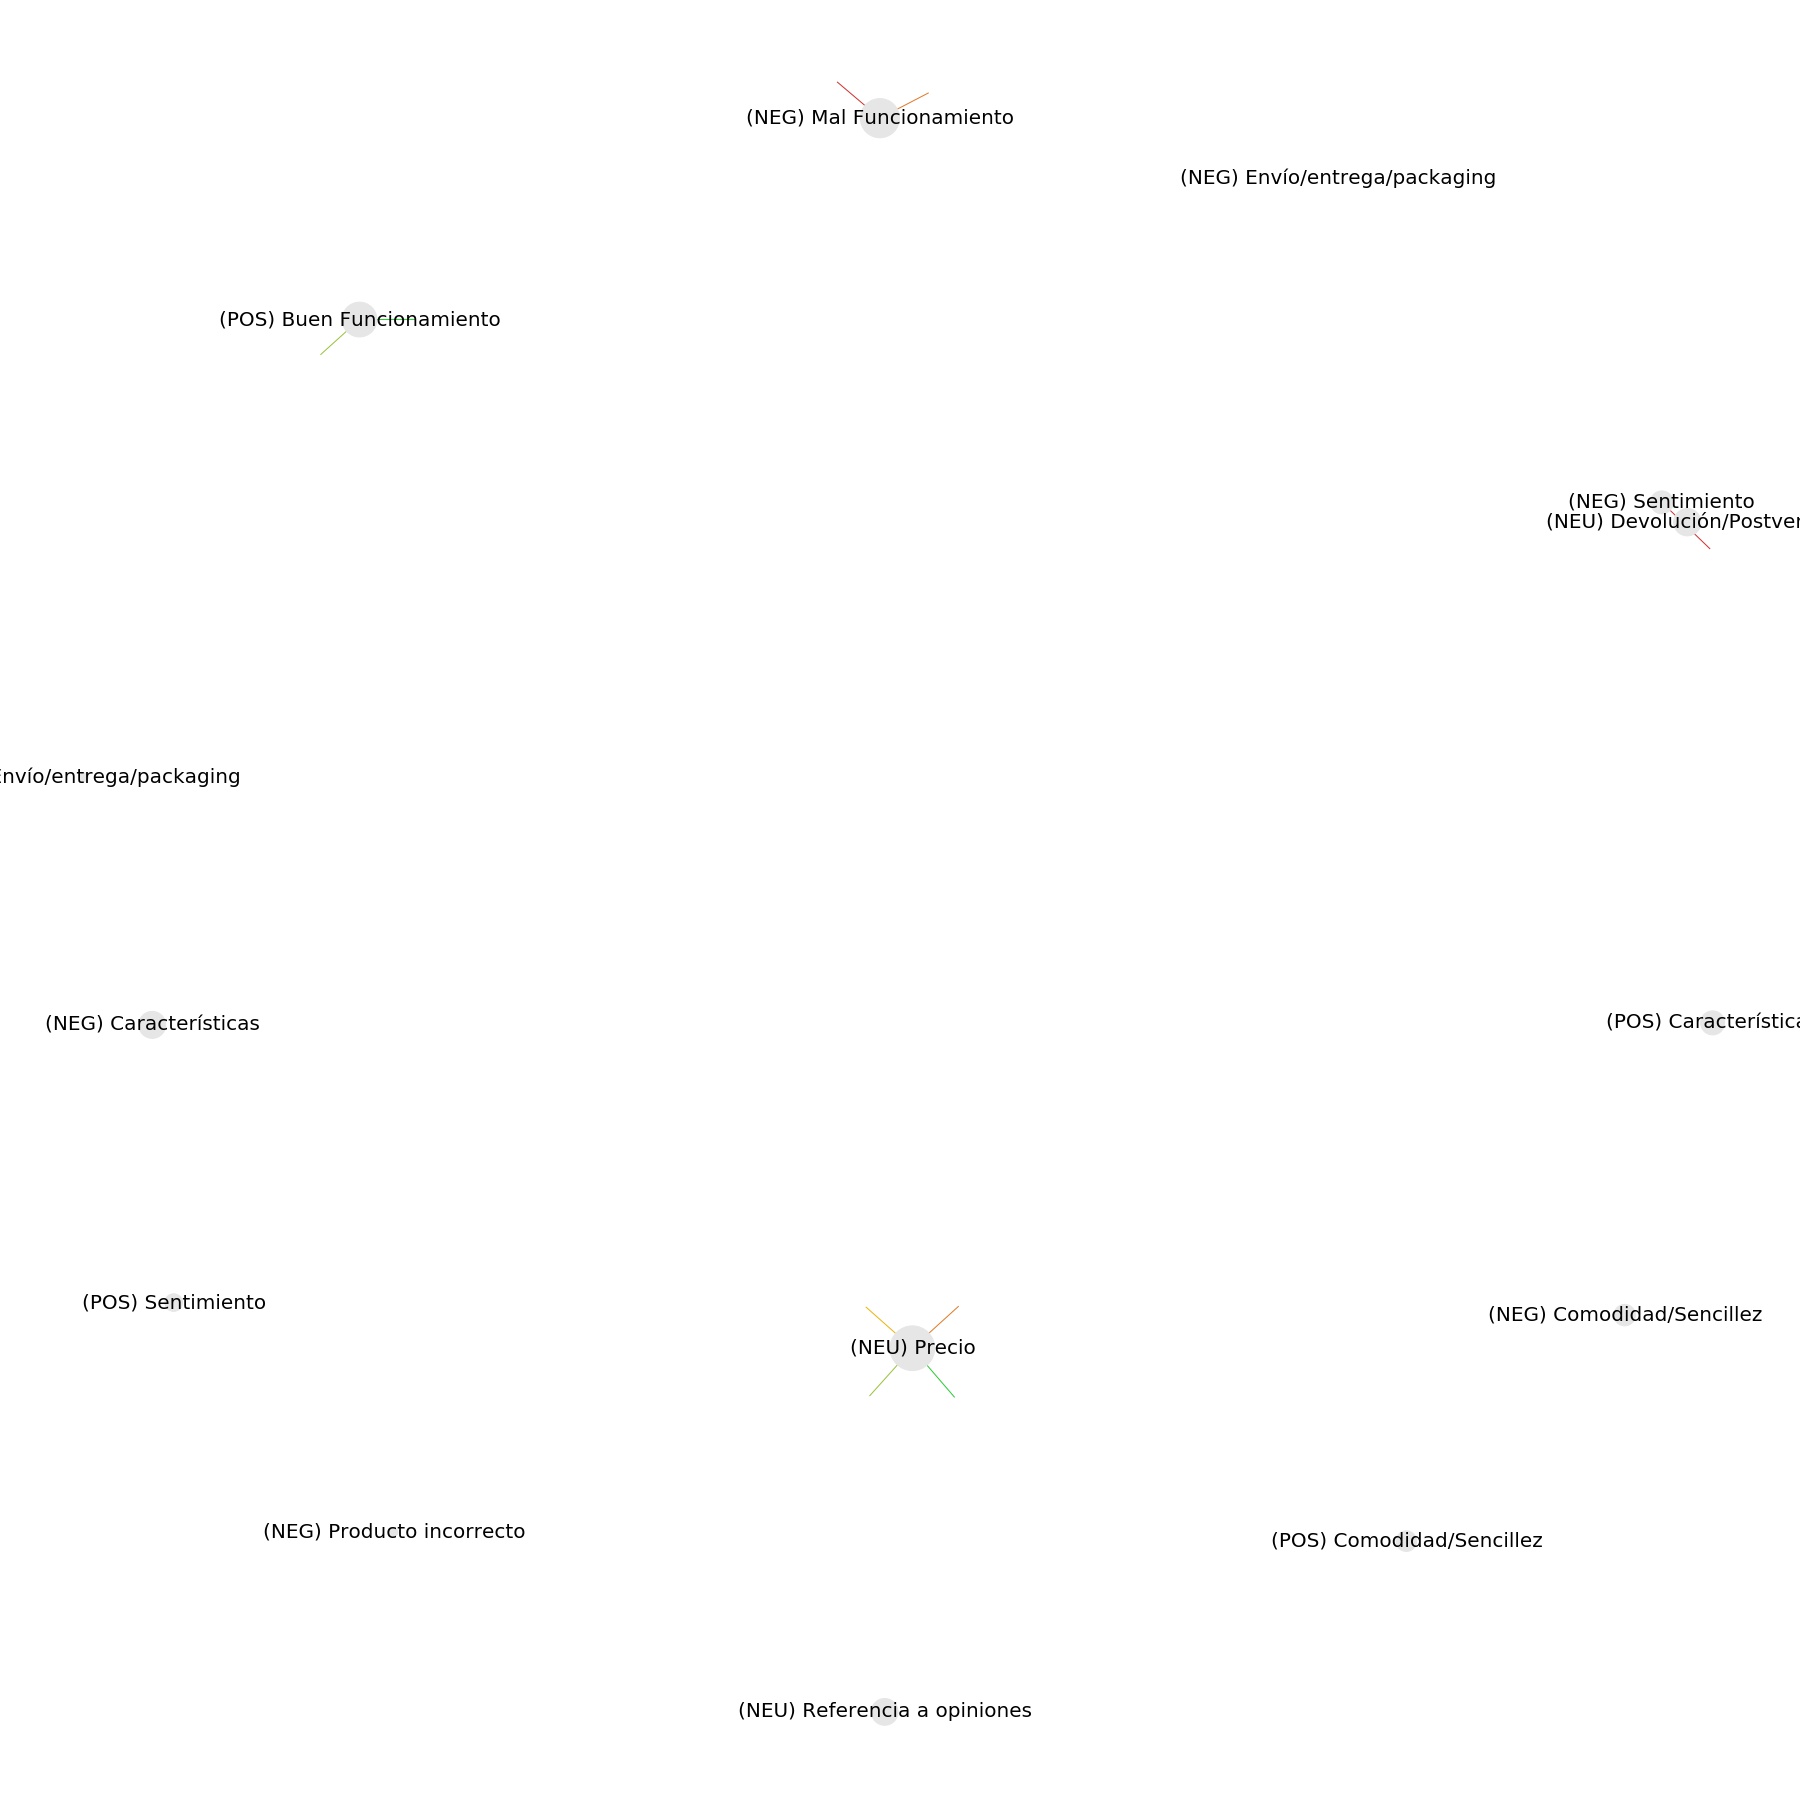 (NEG) Mal Funcionamiento
(NEG) Envío/entrega/packaging
(POS) Buen Funcionamiento
(NEG) Sentimiento
(NEU) Devolución/Postver
Envío/entrega/packaging
(NEG) Características
(POS) Característica
(POS) Sentimiento
(NEG) Comodidad/Sencillez
(NEU) Precio
(NEG) Producto incorrecto
(POS) Comodidad/Sencillez
(NEU) Referencia a opiniones